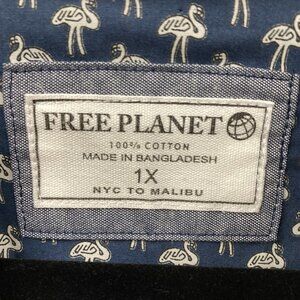 FREE PLANET
100% COTTON
MADE IN BANGLADESH
1X
NYC TO MALIBU